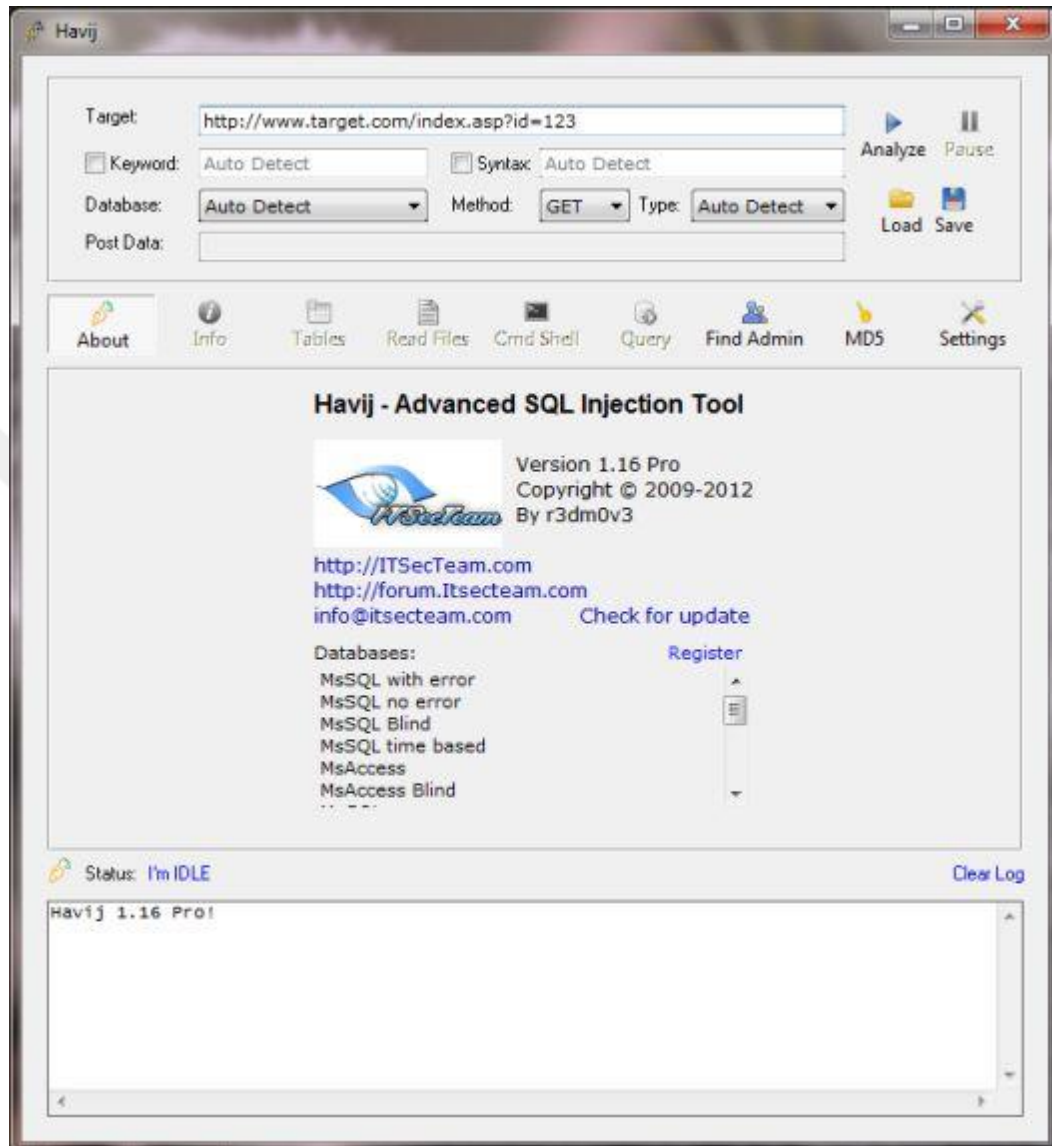 Havij
Target: http://www.target.com/index.asp?id=123
Analyze Pause
Keyword: Auto Detect Syntax: Auto Detect
Database: Auto Detect Method: GET Type: Auto Detect
Load Save
Post Data:
About Info Tables Read Files Cmd Shell Query Find Admin MD5 Settings
Havij - Advanced SQL Injection Tool
ITSecTeam
Version 1.16 Pro
Copyright © 2009-2012
By r3dm0v3
http://ITSecTeam.com
http://forum.Itsecteam.com
info@itsecteam.com Check for update
Databases: Register
MsSQL with error
MsSQL no error
MsSQL Blind
MsSQL time based
MsAccess
MsAccess Blind
Status: I'm IDLE Clear Log
Havij 1.16 Pro!